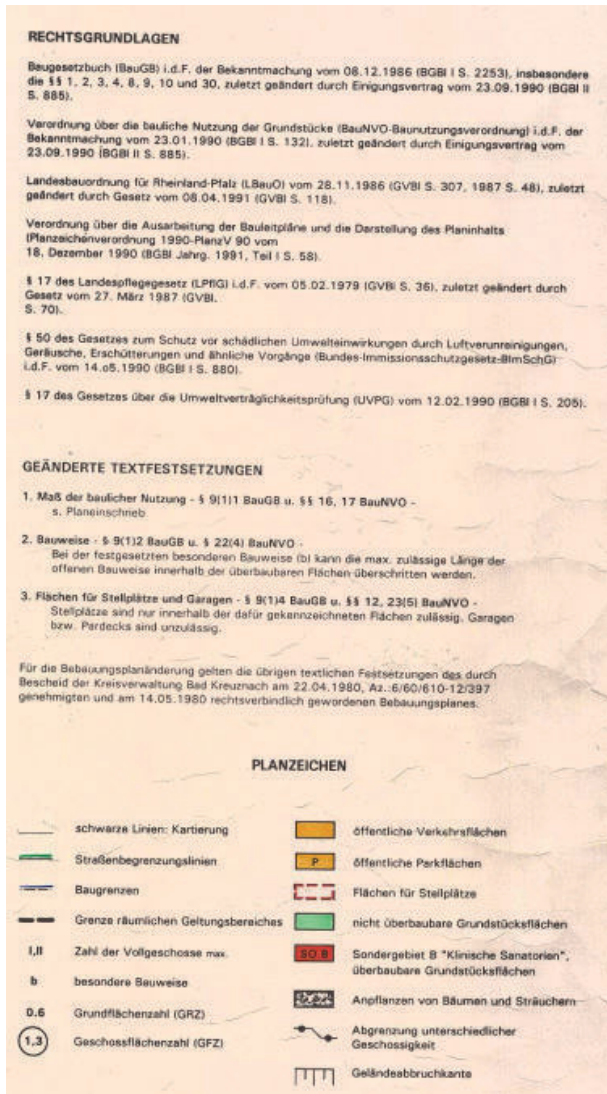 RECHTSGRUNDLAGEN
Baugesetzbuch (BauGB) i.d.F. der Bekanntmachung vom 08.12.1986 (BGBl I S. 2253), insbesondere
die §§ 1, 2, 3, 4, 8, 9, 10 und 30, zuletzt geändert durch Einigungsvertrag vom 23.09.1990 (BGBl II
S. 885).
Verordnung über die bauliche Nutzung der Grundstücke (BauNVO-Baunutzungsverordnung) i.d.F. der
Bekanntmachung vom 23.01.1990 (BGBl I S. 132), zuletzt geändert durch Einigungsvertrag vom
23.09.1990 (BGBl II S. 885).
Landesbauordnung für Rheinland-Pfalz (LBauO) vom 28.11.1986 (GVBl S. 307, 1987 S. 48), zuletzt
geändert durch Gesetz vom 08.04.1991 (GVBl S. 118).
Verordnung über die Ausarbeitung der Bauleitpläne und die Darstellung des Planinhalts
(Planzeichenverordnung 1990-PlanzV 90 vom
18. Dezember 1990 (BGBl Jahrg. 1991, Teil I S. 58).
§ 17 des Landespflegegesetz (LPflG) i.d.F. vom 05.02.1979 (GVBl S. 36), zuletzt geändert durch
Gesetz vom 27. März 1987 (GVBl.
S. 70).
§ 50 des Gesetzes zum Schutz vor schädlichen Umwelteinwirkungen durch Luftverunreinigungen,
Geräusche, Erschütterungen und ähnliche Vorgänge (Bundes-Immissionsschutzgesetz-BImSchG)
i.d.F. vom 14.o5.1990 (BGBl I S. 880).
§ 17 des Gesetzes über die Umweltverträglichkeitsprüfung (UVPG) vom 12.02.1990 (BGBl I S. 205).
GEÄNDERTE TEXTFESTSETZUNGEN
1. Maß der baulicher Nutzung - § 9(1)1 BauGB u. §§ 16, 17 BauNVO -
s. Planeinschrieb
2. Bauweise - § 9(1)2 BauGB u. § 22(4) BauNVO -
Bei der festgesetzten besonderen Bauweise (b) kann die max. zulässige Länge der
offenen Bauweise innerhalb der überbaubaren Flächen überschritten werden.
3. Flächen für Stellplätze und Garagen - § 9(1)4 BauGB u. §§ 12, 23(5) BauNVO -
Stellplätze sind nur innerhalb der dafür gekennzeichneten Flächen zulässig. Garagen
bzw. Pardecks sind unzulässig.
Für die Bebauungsplanänderung gelten die übrigen textlichen Festsetzungen des durch
Bescheid der Kreisverwaltung Bad Kreuznach am 22.04.1980, Az.:6/60/610-12/397
genehmigten und am 14.05.1980 rechtsverbindlich gewordenen Bebauungsplanes.
PLANZEICHEN
schwarze Linien: Kartierung
Straßenbegrenzungslinien
Baugrenzen
Grenze räumlichen Geltungsbereiches
I,II Zahl der Vollgeschosse max.
b besondere Bauweise
0.6 Grundflächenzahl (GRZ)
1,3 Geschossflächenzahl (GFZ)
öffentliche Verkehrsflächen
P öffentliche Parkflächen
Flächen für Stellplätze
nicht überbaubare Grundstücksflächen
SO.B Sondergebiet B "Klinische Sanatorien",
überbaubare Grundstücksflächen
Anpflanzen von Bäumen und Sträuchern
Abgrenzung unterschiedlicher
Geschossigkeit
Geländeabbruchkante